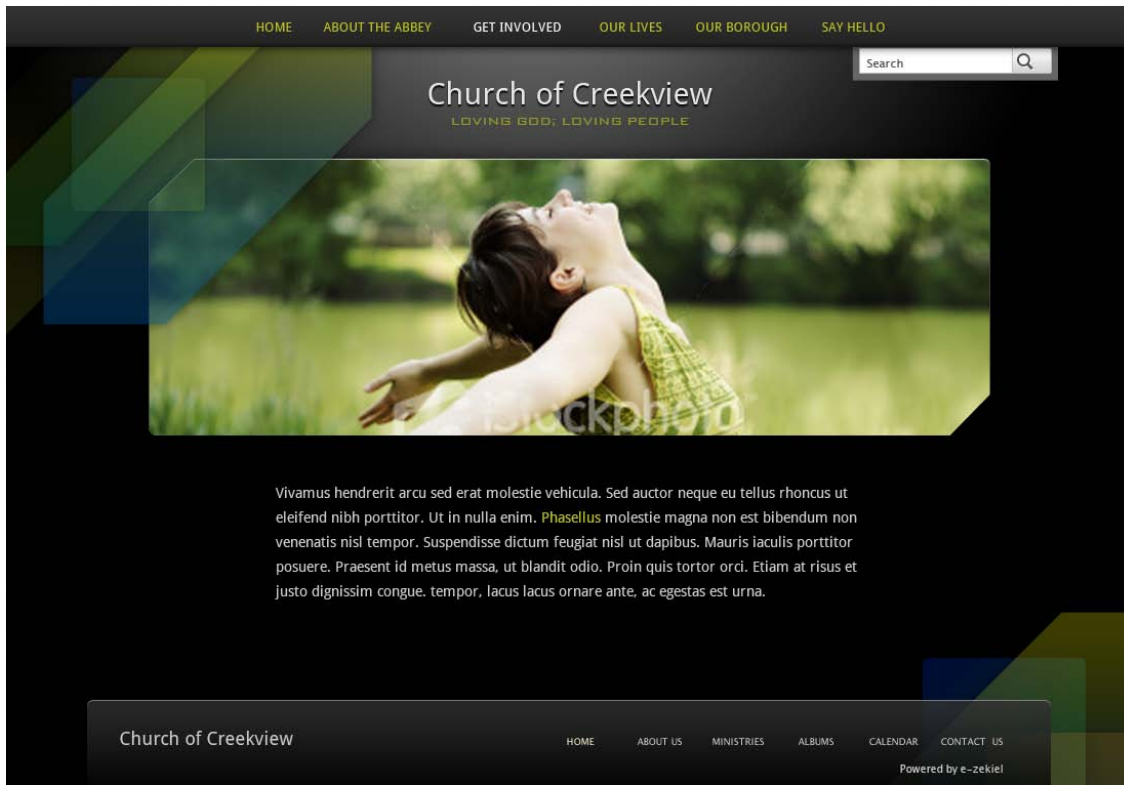 HOME ABOUT THE ABBEY GET INVOLVED OUR LIVES OUR BOROUGH SAY HELLO
Search
Church of Creekview
LOVING GOD; LOVING PEOPLE
iStockphoto
Vivamus hendrerit arcu sed erat molestie vehicula. Sed auctor neque eu tellus rhoncus ut
eleifend nibh porttitor. Ut in nulla enim. Phasellus molestie magna non est bibendum non
venenatis nisl tempor. Suspendisse dictum feugiat nisl ut dapibus. Mauris iaculis porttitor
posuere. Praesent id metus massa, ut blandit odio. Proin quis tortor orci. Etiam at risus et
justo dignissim congue. tempor, lacus lacus ornare ante, ac egestas est urna.
Church of Creekview
HOME ABOUT US MINISTRIES ALBUMS CALENDAR CONTACT US
Powered by e-zekiel